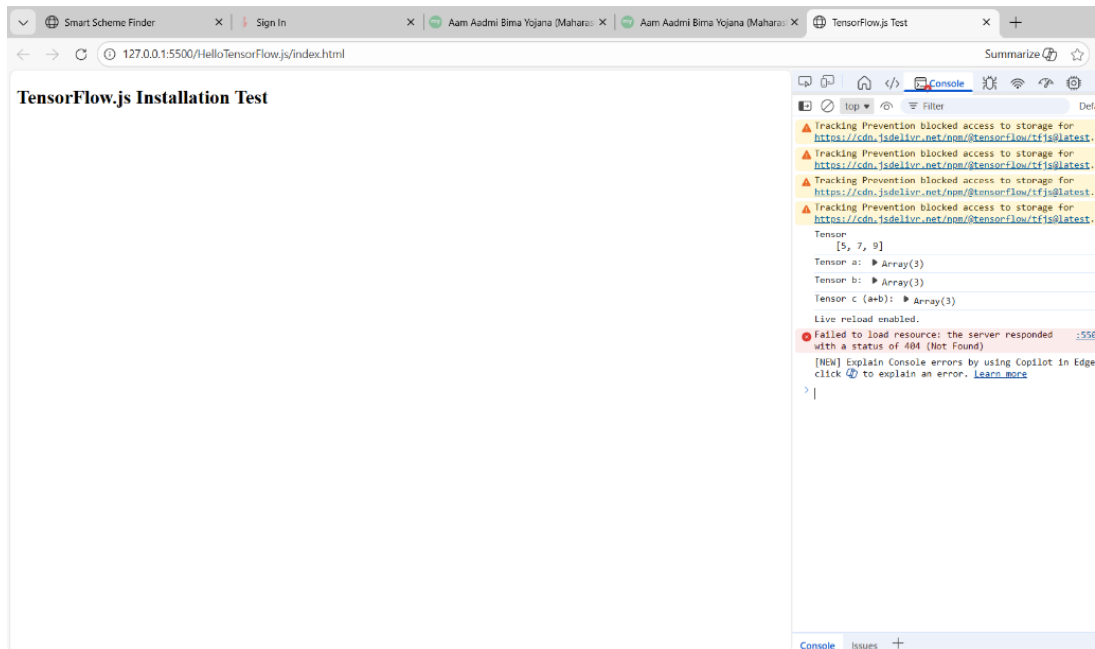 Smart Scheme Finder
Sign In
Aam Aadmi Bima Yojana (Maharas
Aam Aadmi Bima Yojana (Maharas
TensorFlow.js Test
127.0.0.1:5500/HelloTensorFlow.js/index.html
Summarize
TensorFlow.js Installation Test
Console
top
Filter
Def
Tracking Prevention blocked access to storage for
https://cdn.jsdelivr.net/npm/@tensorflow/tfjs@latest.
Tracking Prevention blocked access to storage for
https://cdn.jsdelivr.net/npm/@tensorflow/tfjs@latest.
Tracking Prevention blocked access to storage for
https://cdn.jsdelivr.net/npm/@tensorflow/tfjs@latest.
Tracking Prevention blocked access to storage for
https://cdn.jsdelivr.net/npm/@tensorflow/tfjs@latest.
Tensor
[5, 7, 9]
Tensor a: ▶ Array(3)
Tensor b: ▶ Array(3)
Tensor c (a+b): ▶ Array(3)
Live reload enabled.
Failed to load resource: the server responded :550
with a status of 404 (Not Found)
[NEW] Explain Console errors by using Copilot in Edge
click to explain an error. Learn more
Console Issues